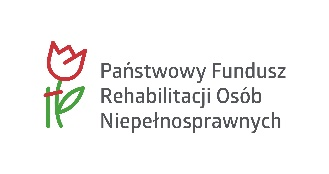 Państwowy Fundusz
Rehabilitacji Osób
Niepełnosprawnych